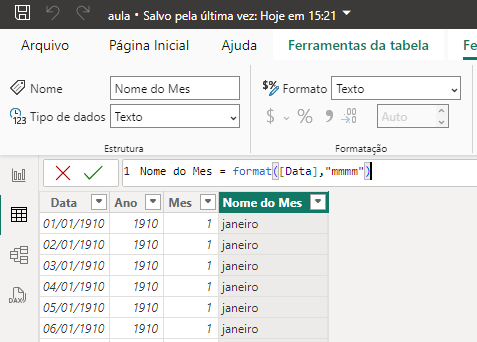 aula • Salvo pela última vez: Hoje em 15:21
Arquivo Página Inicial Ajuda Ferramentas da tabela Fe
Nome Nome do Mes $% Formato Texto
123 Tipo de dados Texto $ % 9 .00 Auto
Estrutura Formatação
1 Nome do Mes = format([Data],"mmmm")
Data Ano Mes Nome do Mes
01/01/1910 1910 1 janeiro
02/01/1910 1910 1 janeiro
03/01/1910 1910 1 janeiro
04/01/1910 1910 1 janeiro
DAX 05/01/1910 1910 1 janeiro
06/01/1910 1910 1 janeiro